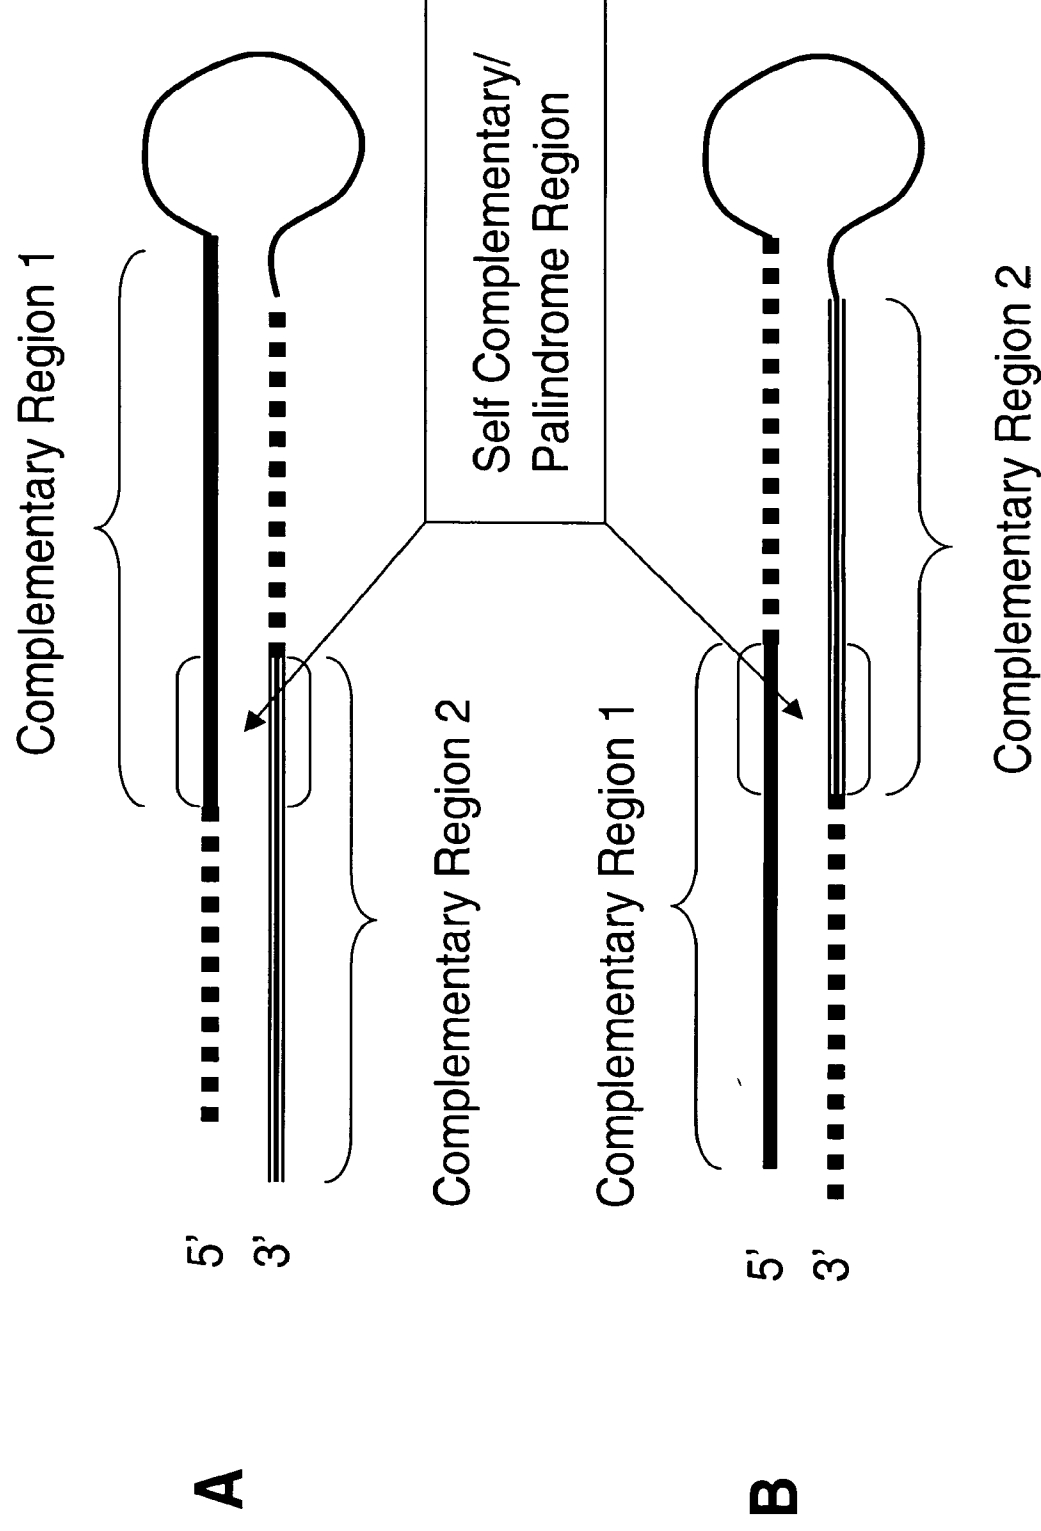 A
5'
3'
Complementary Region 1
Complementary Region 2
Self Complementary/
Palindrome Region
B
5'
3'
Complementary Region 1
Complementary Region 2